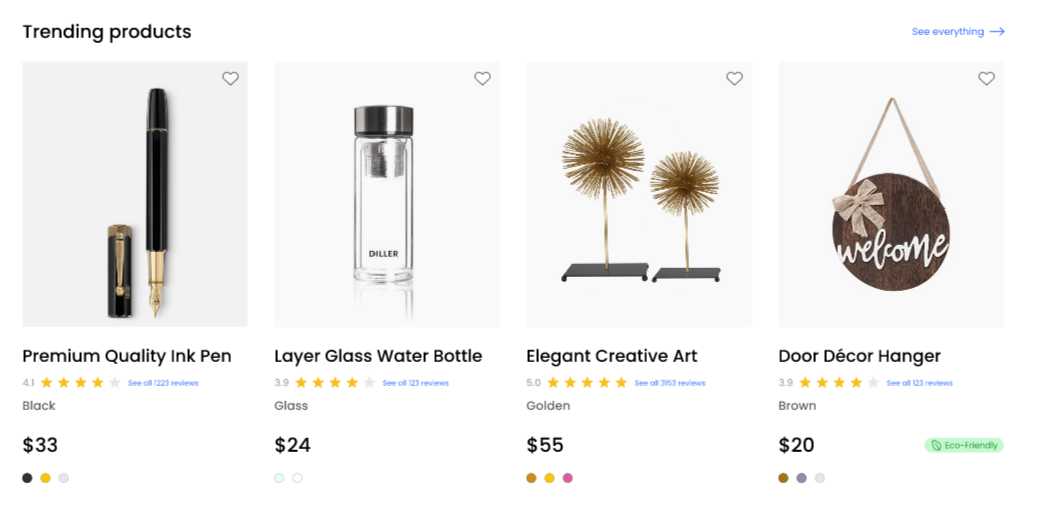 Trending products
See everything
DILLER
welcome
Premium Quality Ink Pen
4.1 See all 1223 reviews
Black
$33
Layer Glass Water Bottle
3.9 See all 123 reviews
Glass
$24
Elegant Creative Art
5.0 See all 3153 reviews
Golden
$55
Door Décor Hanger
3.9 See all 123 reviews
Brown
$20
Eco-Friendly